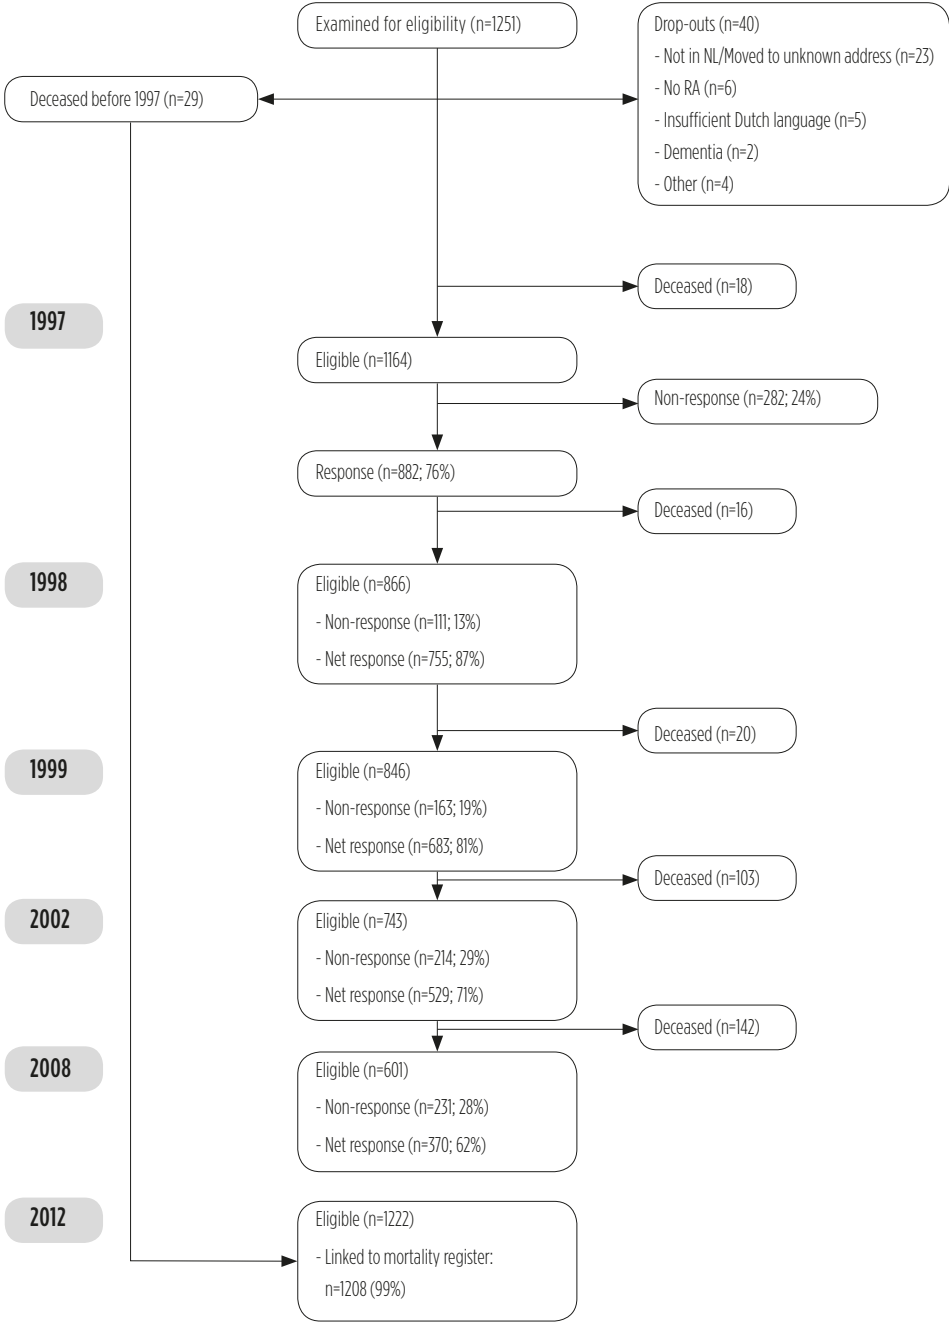 Examined for eligibility (n=1251)
Drop-outs (n=40)
- Not in NL/Moved to unknown address (n=23)
- No RA (n=6)
- Insufficient Dutch language (n=5)
- Dementia (n=2)
- Other (n=4)
Deceased before 1997 (n=29)
Deceased (n=18)
1997
Eligible (n=1164)
Non-response (n=282; 24%)
Response (n=882; 76%)
Deceased (n=16)
1998
Eligible (n=866)
- Non-response (n=111; 13%)
- Net response (n=755; 87%)
Deceased (n=20)
1999
Eligible (n=846)
- Non-response (n=163; 19%)
- Net response (n=683; 81%)
Deceased (n=103)
2002
Eligible (n=743)
- Non-response (n=214; 29%)
- Net response (n=529; 71%)
Deceased (n=142)
2008
Eligible (n=601)
- Non-response (n=231; 28%)
- Net response (n=370; 62%)
2012
Eligible (n=1222)
- Linked to mortality register:
n=1208 (99%)